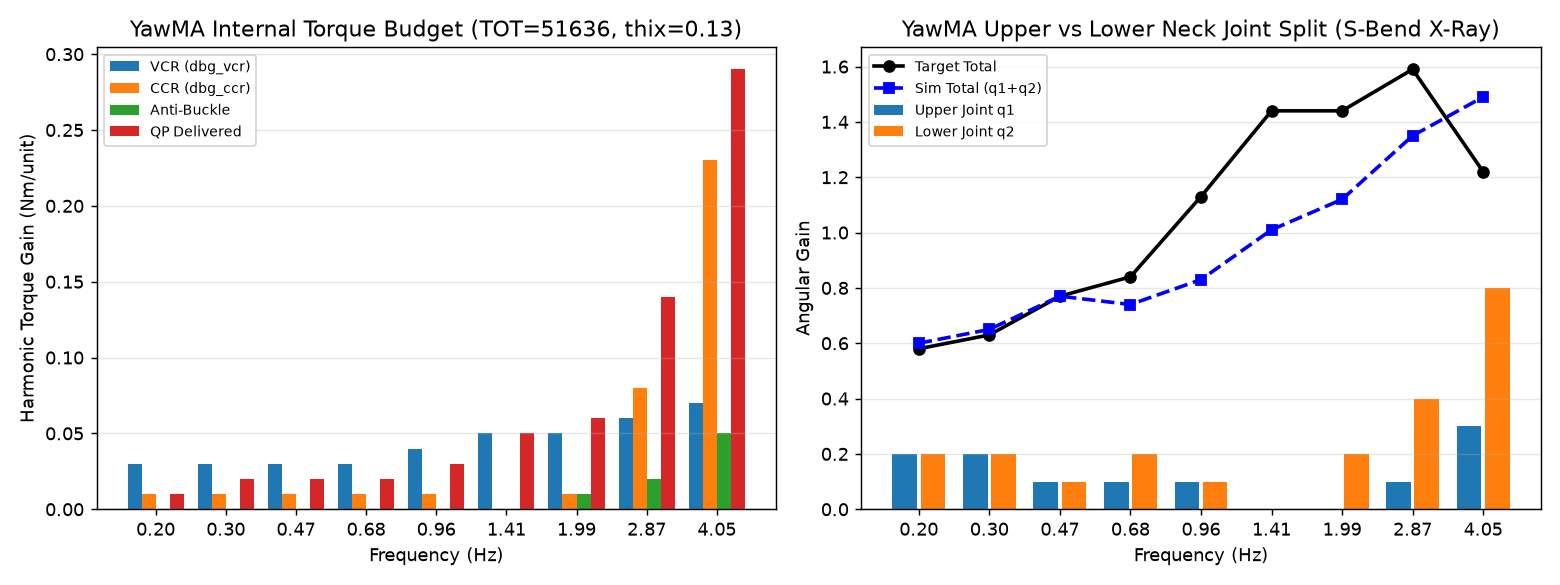 YawMA Internal Torque Budget (TOT=51636, thix=0.13)
Harmonic Torque Gain (Nm/unit)
0.30
0.25
0.20
0.15
0.10
0.05
0.00
VCR (dbg_vcr)
CCR (dbg_ccr)
Anti-Buckle
QP Delivered
0.20 0.30 0.47 0.68 0.96 1.41 1.99 2.87 4.05
Frequency (Hz)
YawMA Upper vs Lower Neck Joint Split (S-Bend X-Ray)
Angular Gain
1.6
1.4
1.2
1.0
0.8
0.6
0.4
0.2
0.0
Target Total
Sim Total (q1+q2)
Upper Joint q1
Lower Joint q2
0.20 0.30 0.47 0.68 0.96 1.41 1.99 2.87 4.05
Frequency (Hz)